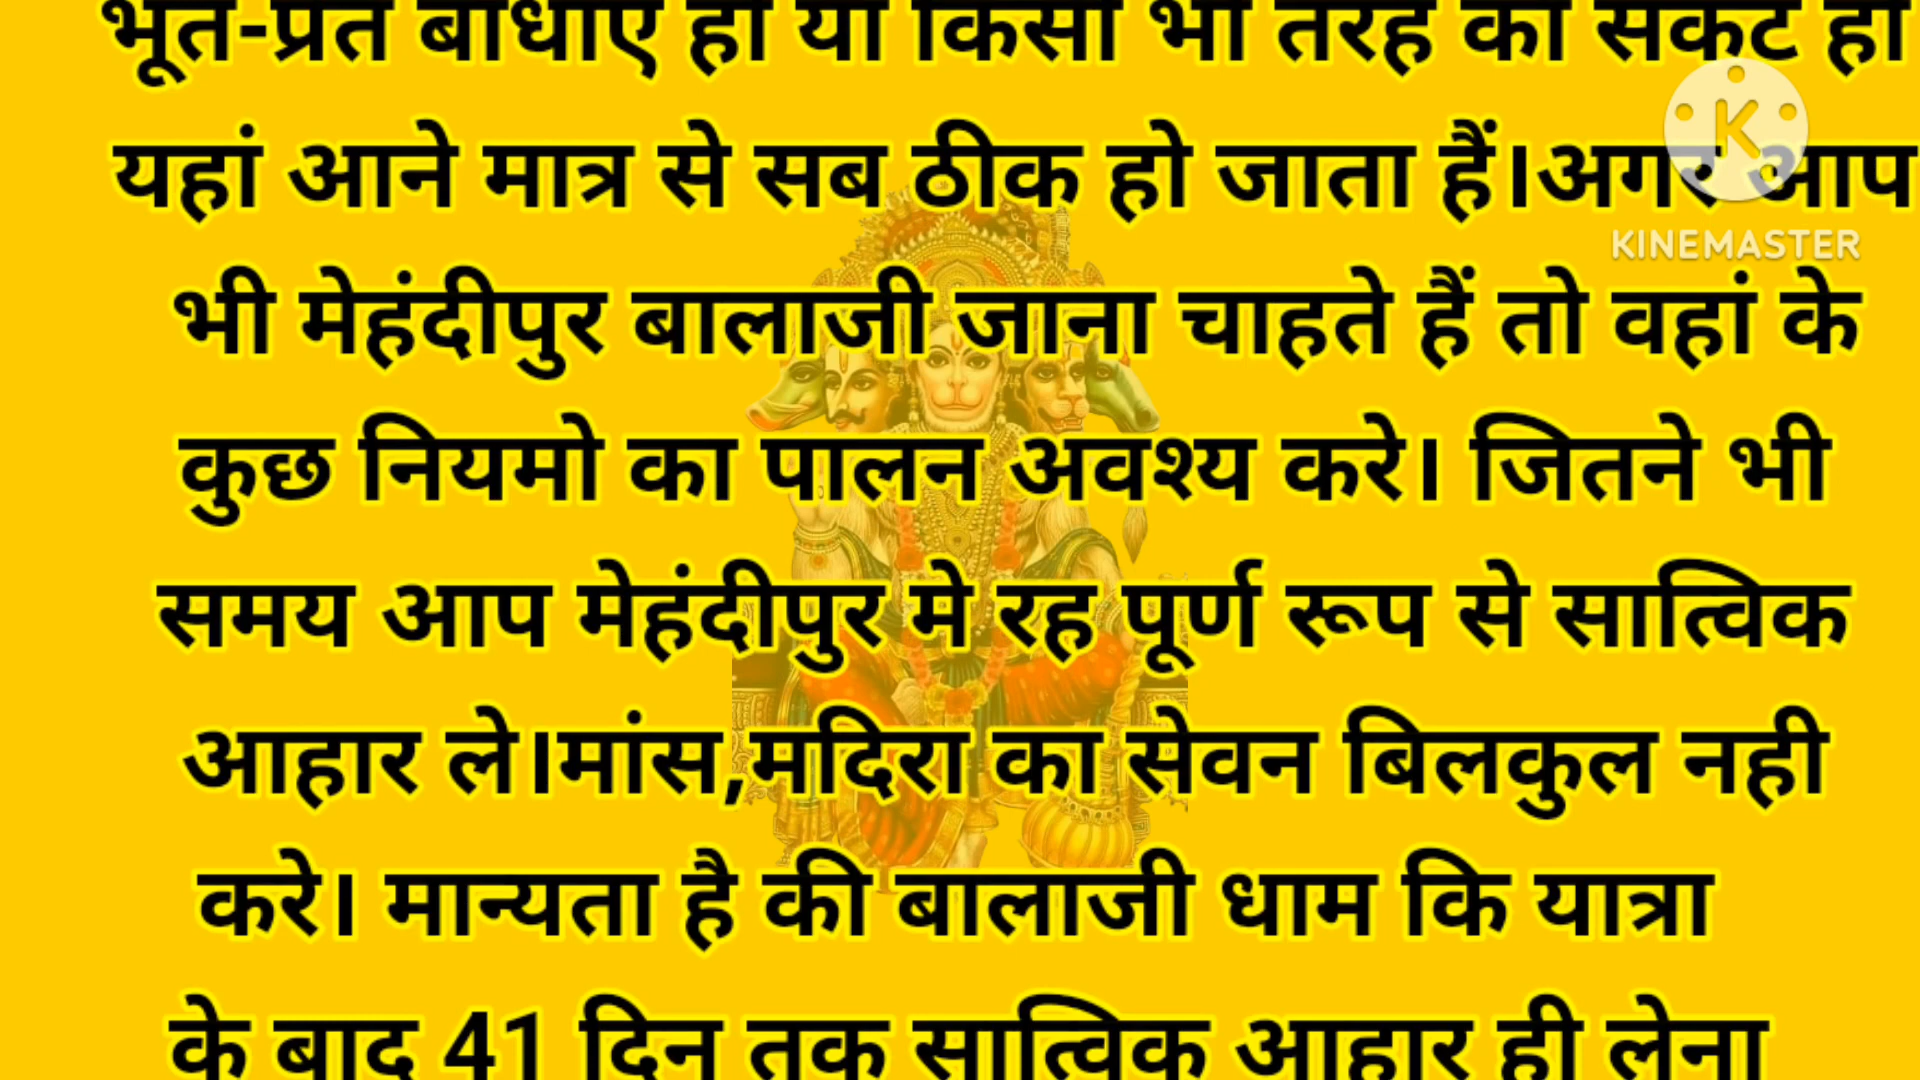 भूत-प्रेत बाधाएं हो या किसी भी तरह का संकट हो
यहां आने मात्र से सब ठीक हो जाता हैं।अगर आप
भी मेहंदीपुर बालाजी जाना चाहते हैं तो वहां के
कुछ नियमो का पालन अवश्य करे। जितने भी
समय आप मेहंदीपुर मे रह पूर्ण रूप से सात्विक
आहार ले।मांस,मदिरा का सेवन बिलकुल नही
करे। मान्यता है की बालाजी धाम कि यात्रा
के बाद 41 दिन तक सात्विक आहार ही लेना
K
KINEMASTER